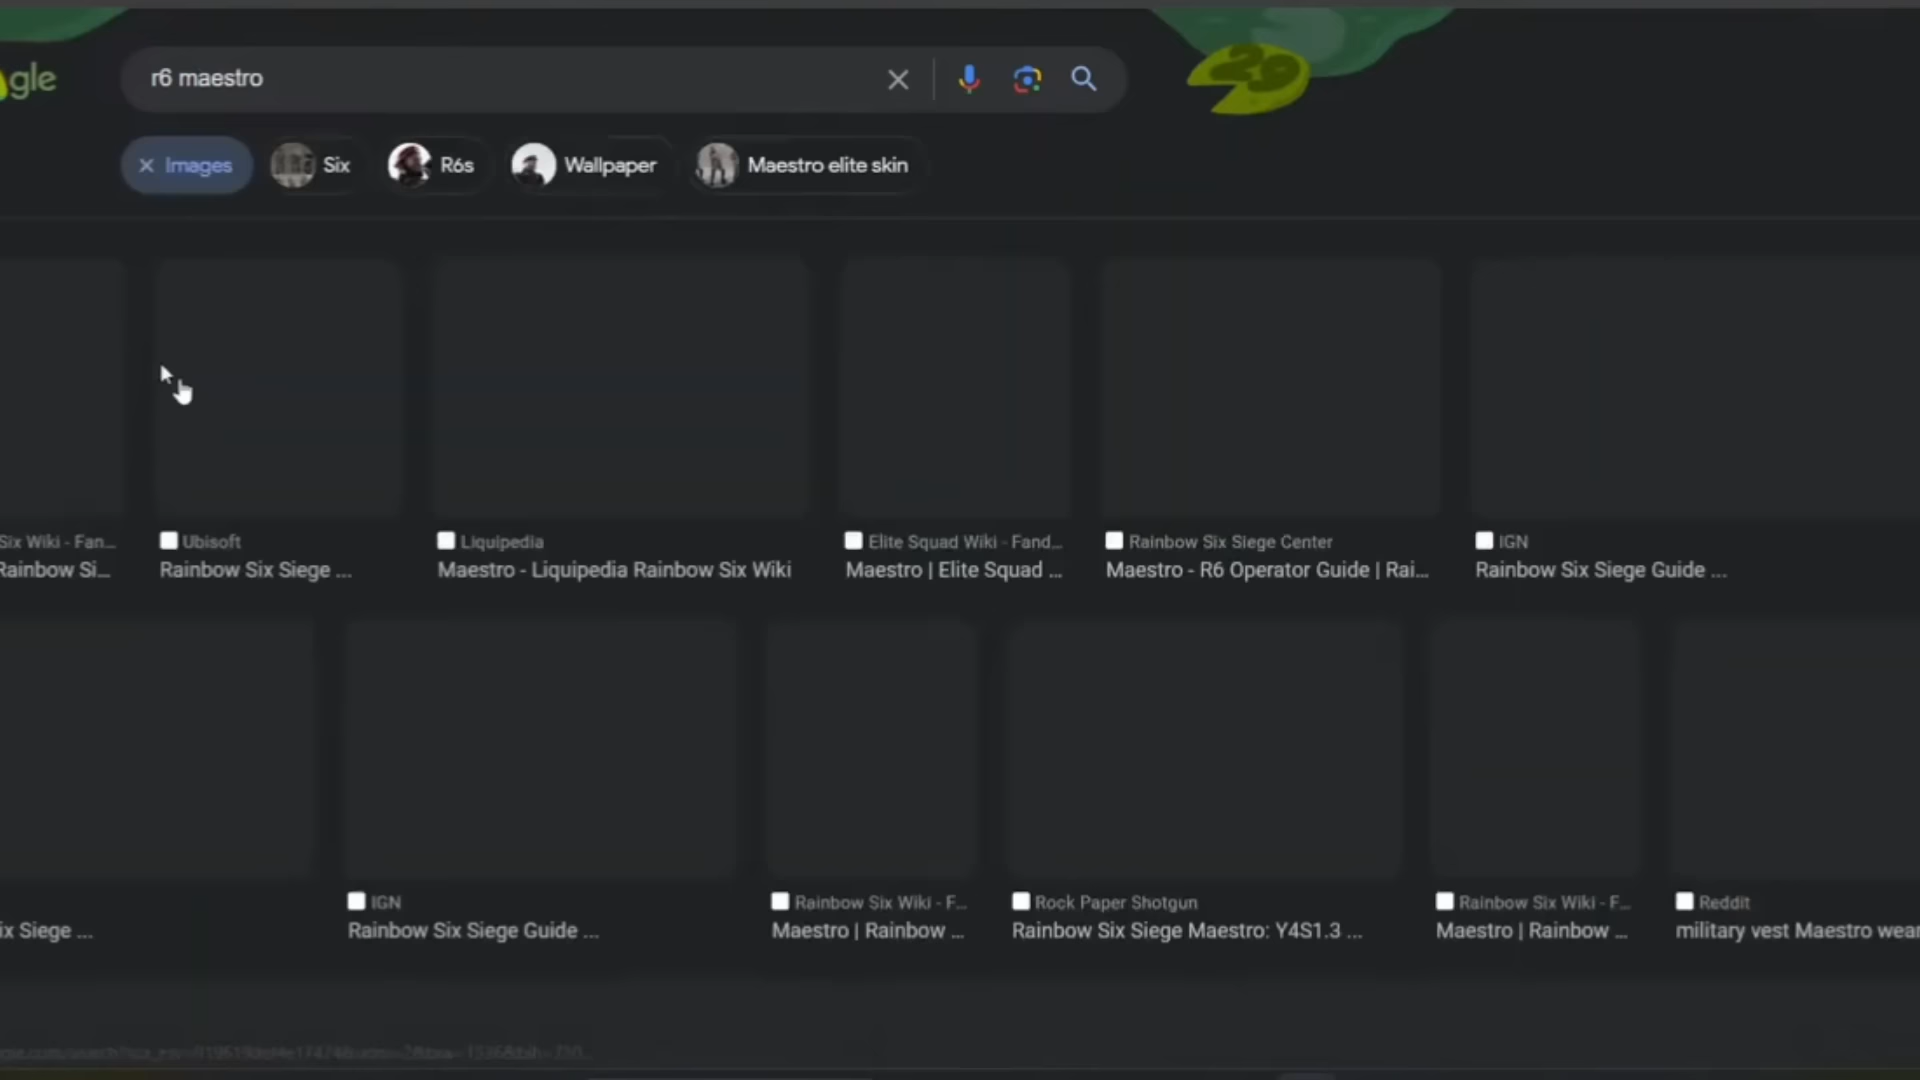 gle
r6 maestro
29
Images
Six
R6s
Wallpaper
Maestro elite skin
Six Wiki - Fan...
Rainbow Si...
Ubisoft
Rainbow Six Siege ...
Liquipedia
Maestro - Liquipedia Rainbow Six Wiki
Elite Squad Wiki - Fand...
Maestro | Elite Squad ...
Rainbow Six Siege Center
Maestro - R6 Operator Guide | Rai...
IGN
Rainbow Six Siege Guide ...
ix Siege ...
IGN
Rainbow Six Siege Guide ...
Rainbow Six Wiki - F...
Maestro | Rainbow ...
Rock Paper Shotgun
Rainbow Six Siege Maestro: Y4S1.3 ...
Rainbow Six Wiki - F...
Maestro | Rainbow ...
Reddit
military vest Maestro wear